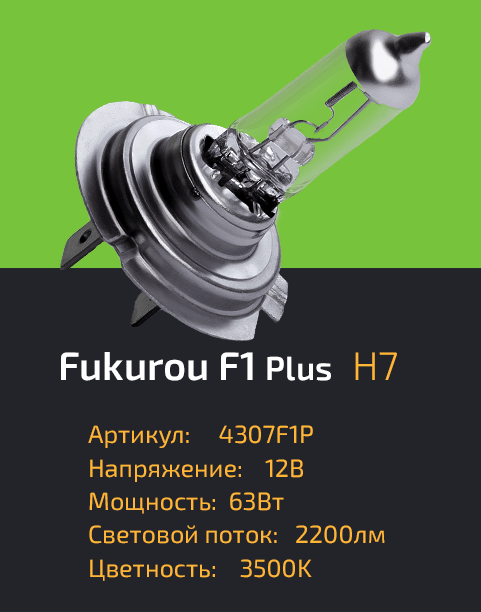 Fukurou F1 Plus H7
Артикул: 4307F1P
Напряжение: 12В
Мощность: 63Вт
Световой поток: 2200лм
Цветность: 3500К